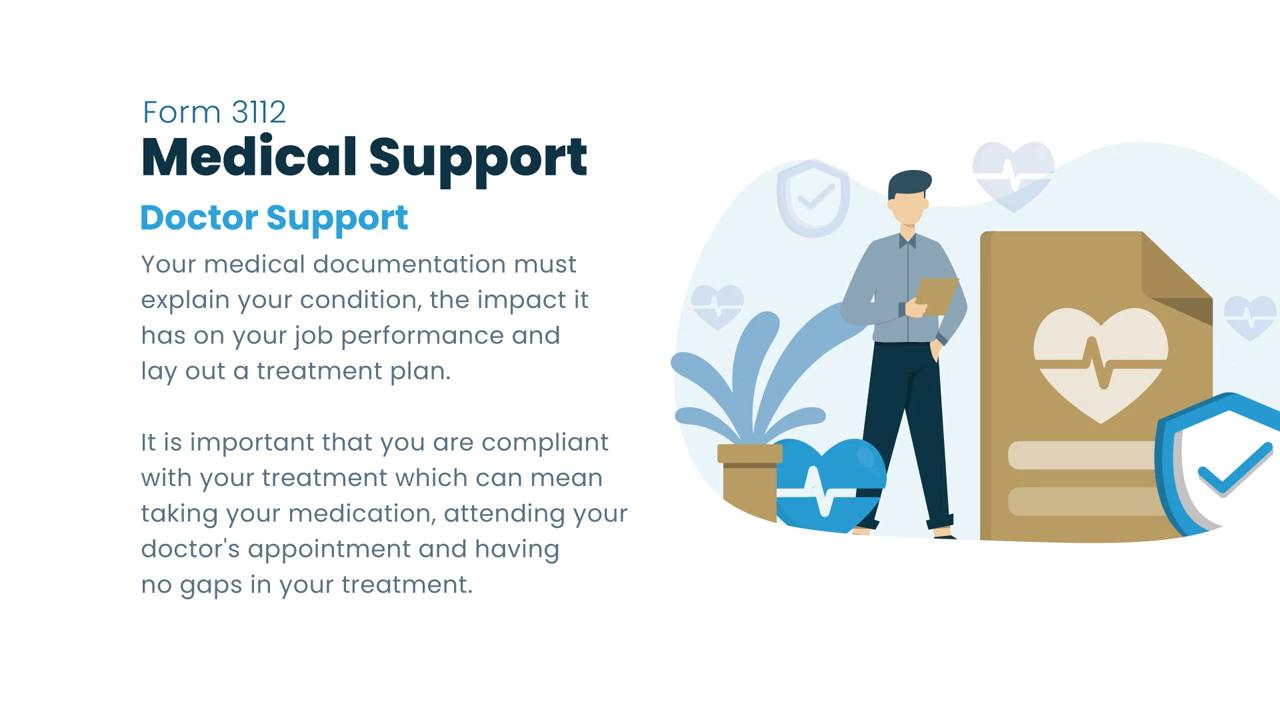 Form 3112
Medical Support
Doctor Support
Your medical documentation must
explain your condition, the impact it
has on your job performance and
lay out a treatment plan.
It is important that you are compliant
with your treatment which can mean
taking your medication, attending your
doctor's appointment and having
no gaps in your treatment.